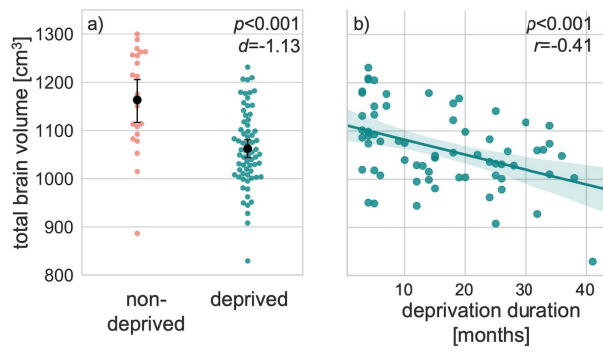 a)
p<0.001
d=-1.13
total brain volume [cm³]
1300
1200
1100
1000
900
800
non-
deprived
deprived
b)
p<0.001
r=-0.41
10
20
30
40
deprivation duration
[months]